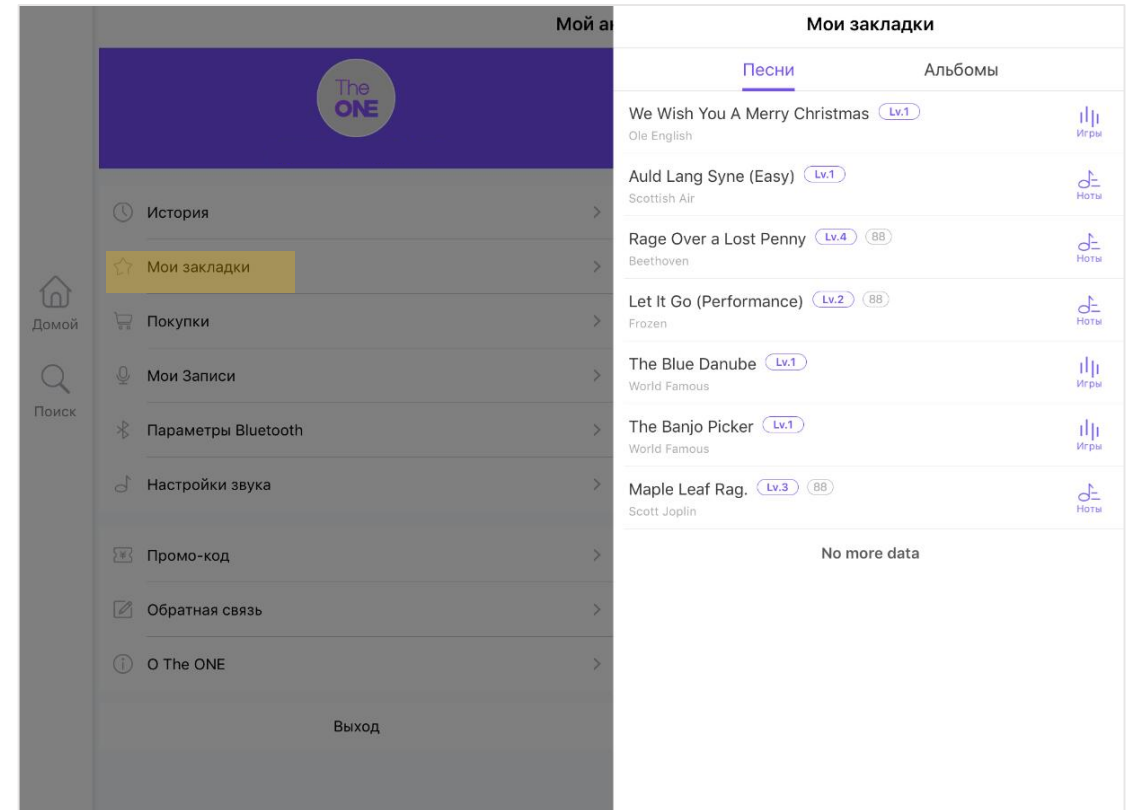 Мой ак
The
ONE
История
Мои закладки
Домой
Покупки
Мои Записи
Поиск
Параметры Bluetooth
Настройки звука
Промо-код
Обратная связь
О The ONE
Выход
Мои закладки
Песни Альбомы
We Wish You A Merry Christmas Lv.1
Ole English
Игры
Auld Lang Syne (Easy) Lv.1
Scottish Air
Ноты
Rage Over a Lost Penny Lv.4 88
Beethoven
Ноты
Let It Go (Performance) Lv.2 88
Frozen
Ноты
The Blue Danube Lv.1
World Famous
Игры
The Banjo Picker Lv.1
World Famous
Игры
Maple Leaf Rag. Lv.3 88
Scott Joplin
Ноты
No more data